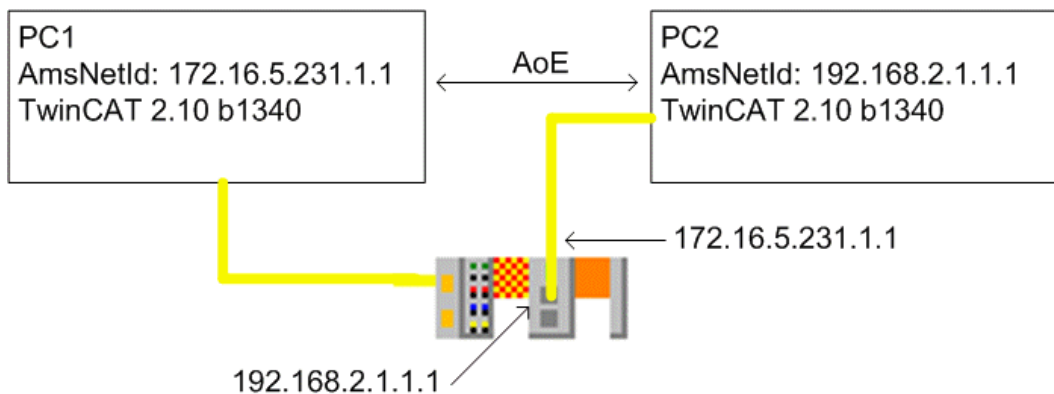 PC1
AmsNetId: 172.16.5.231.1.1
TwinCAT 2.10 b1340
AoE
PC2
AmsNetId: 192.168.2.1.1.1
TwinCAT 2.10 b1340
172.16.5.231.1.1
192.168.2.1.1.1